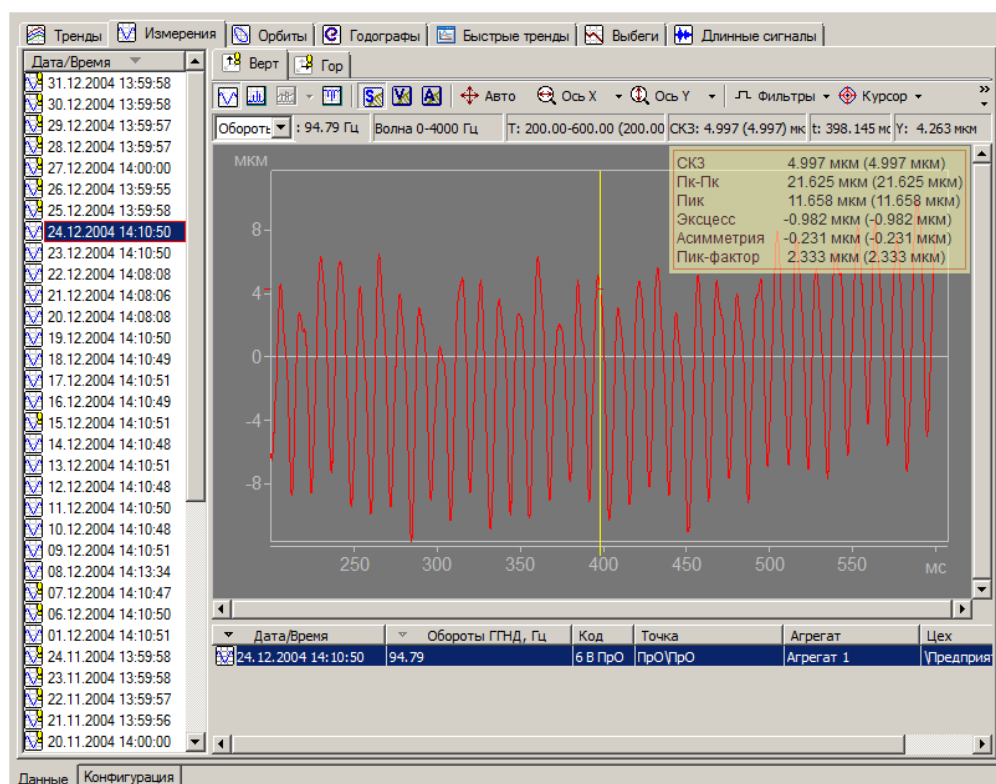 Тренды Измерения Орбиты Годографы Быстрые тренды Выбеги Длинные сигналы
Дата/Время
31.12.2004 13:59:58
30.12.2004 13:59:58
29.12.2004 13:59:57
28.12.2004 13:59:57
27.12.2004 14:00:00
26.12.2004 13:59:55
25.12.2004 13:59:58
24.12.2004 14:10:50
23.12.2004 14:10:50
22.12.2004 14:08:08
21.12.2004 14:08:06
20.12.2004 14:08:08
19.12.2004 14:10:50
18.12.2004 14:10:49
17.12.2004 14:10:51
16.12.2004 14:10:49
15.12.2004 14:10:51
14.12.2004 14:10:48
13.12.2004 14:10:51
12.12.2004 14:10:48
11.12.2004 14:10:50
10.12.2004 14:10:48
09.12.2004 14:10:51
08.12.2004 14:13:34
07.12.2004 14:10:47
06.12.2004 14:10:50
01.12.2004 14:10:51
24.11.2004 13:59:58
23.11.2004 13:59:58
22.11.2004 13:59:57
21.11.2004 13:59:56
20.11.2004 14:00:00
Верт Гор
S V A Авто Ось X Ось Y Фильтры Курсор »
Обороть : 94.79 Гц Волна 0-4000 Гц T: 200.00-600.00 (200.00 СКЗ: 4.997 (4.997) мк t: 398.145 мс Y: 4.263 мкм
мкм
СКЗ 4.997 мкм (4.997 мкм)
Пк-Пк 21.625 мкм (21.625 мкм)
Пик 11.658 мкм (11.658 мкм)
Эксцесс -0.982 мкм (-0.982 мкм)
Асимметрия -0.231 мкм (-0.231 мкм)
Пик-фактор 2.333 мкм (2.333 мкм)
8
4
0
-4
-8
250 300 350 400 450 500 550 мс
Дата/Время Обороты ГГНД, Гц Код Точка Агрегат Цех
24.12.2004 14:10:50 94.79 6 В ПрО ПрО\ПрО Агрегат 1 \Предприят
Данные Конфигурация